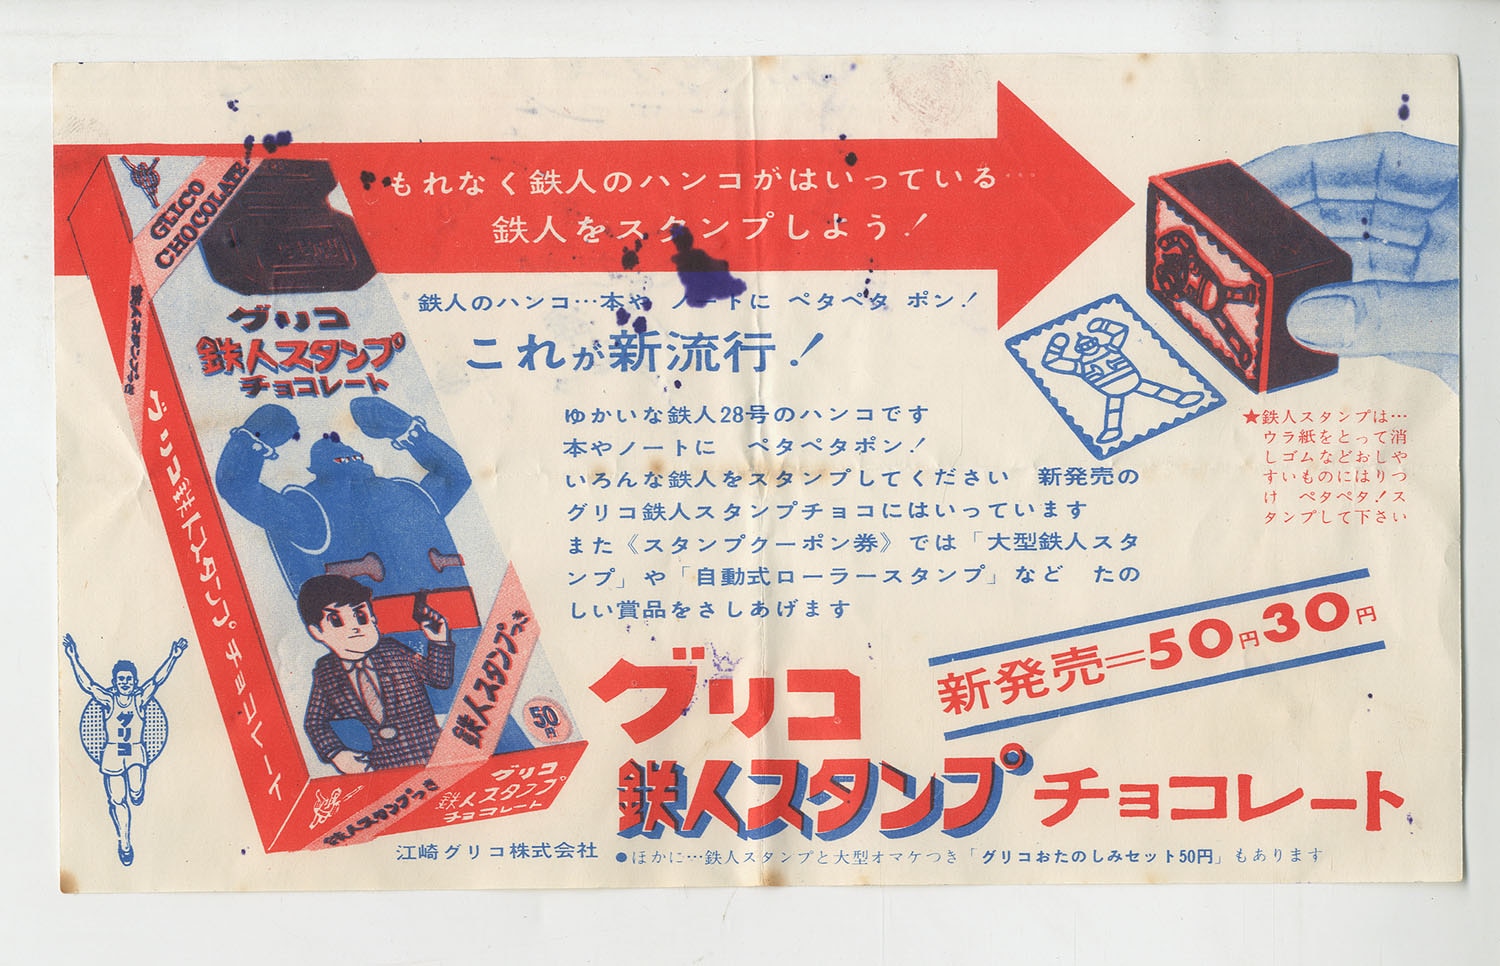 もれなく鉄人のハンコがはいっている…
鉄人をスタンプしよう！
鉄人のハンコ…本や ノートに ペタペタ ポン！
これが新流行！
ゆかいな鉄人28号のハンコです
本やノートに ペタペタポン！
いろんな鉄人をスタンプしてください 新発売の
グリコ鉄人スタンプチョコにはいっています
また《スタンプクーポン券》では「大型鉄人スタ
ンプ」や「自動式ローラースタンプ」など たの
しい賞品をさしあげます
★鉄人スタンプは…
ウラ紙をとって消
しゴムなどおしや
すいものにはりつ
け ペタペタ！ス
タンプして下さい
新発売=50円30円
グリコ
鉄人スタンプチョコレート
江崎グリコ株式会社
●ほかに…鉄人スタンプと大型オマケつき「グリコおたのしみセット50円」もあります
GLICO
CHOCOLATE
グリコ
鉄人スタンプ
チョコレート
鉄人スタンプつき
グリコ鉄人スタンプチョコレート
鉄人スタンプつき
50円
グリコ
鉄人スタンプ
チョコレート
鉄人スタンプつき
グリコ